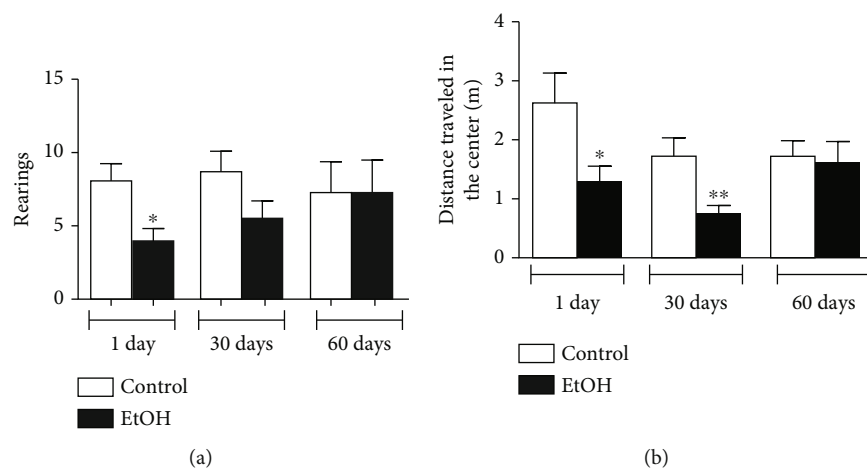 15
10
5
0
Rearings
*
1 day
30 days
60 days
Control
EtOH
(a)
4
3
2
1
0
Distance traveled in
the center (m)
*
**
1 day
30 days
60 days
Control
EtOH
(b)